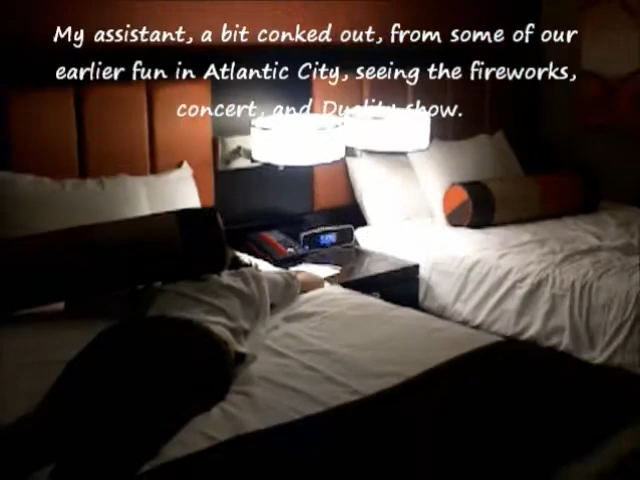 My assistant, a bit conked out, from some of our
earlier fun in Atlantic City, seeing the fireworks,
concert, and Duality show.